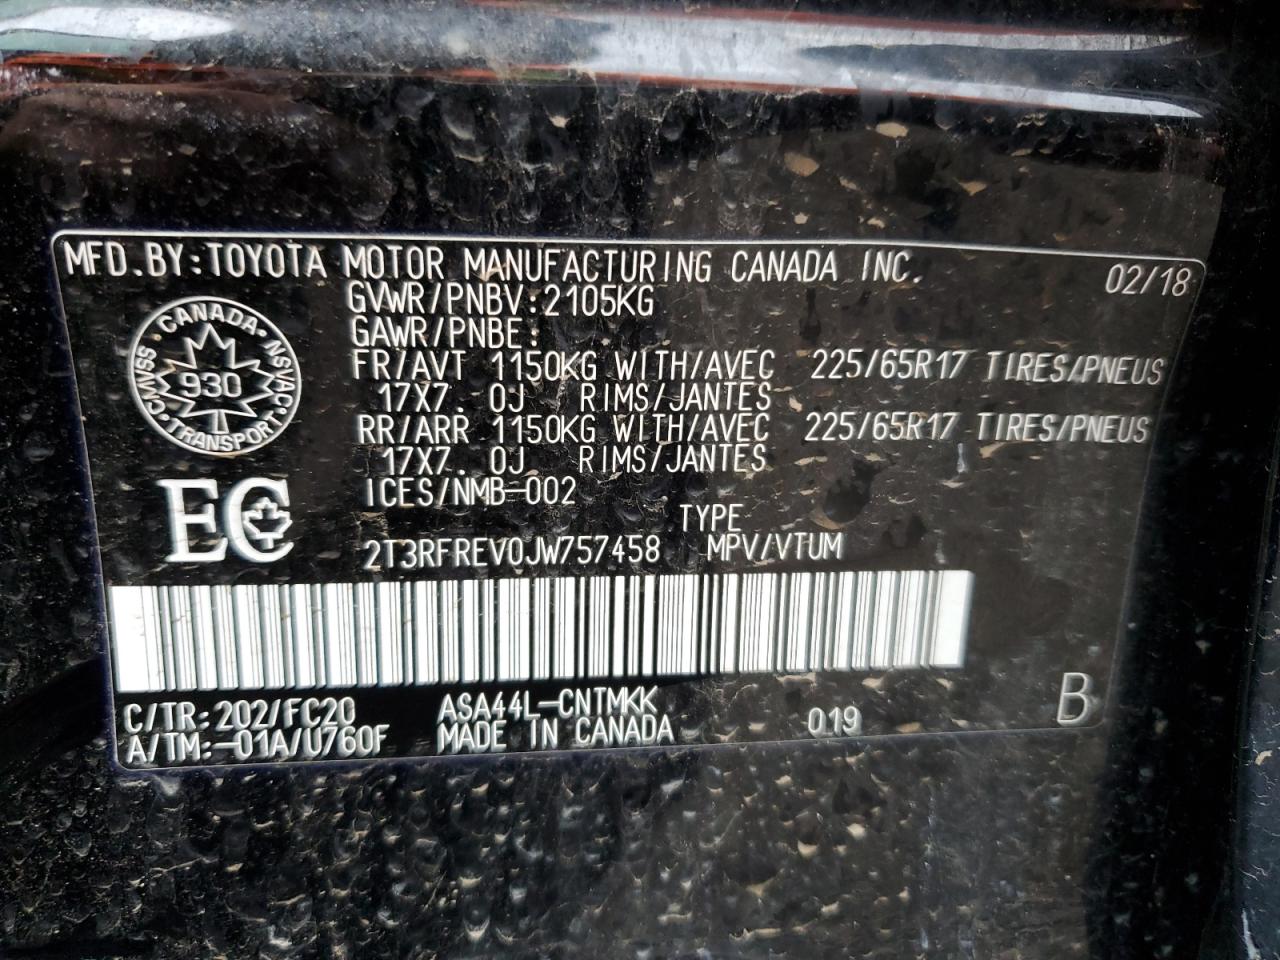 MFD.BY:TOYOTA MOTOR MANUFACTURING CANADA INC. 02/18
GVWR/PNBV:2105KG
GAWR/PNBE:
FR/AVT 1150KG WITH/AVEC 225/65R17 TIRES/PNEUS
17X7. 0J RIMS/JANTES
RR/ARR 1150KG WITH/AVEC 225/65R17 TIRES/PNEUS
17X7. 0J RIMS/JANTES
ICES/NMB-002
CANADA
930
TRANSPORT
EC
TYPE
2T3RFREV0JW757458 MPV/VTUM
C/TR:202/FC20 ASA44L-CNTMKK 019 B
A/TM:-01A/U760F MADE IN CANADA